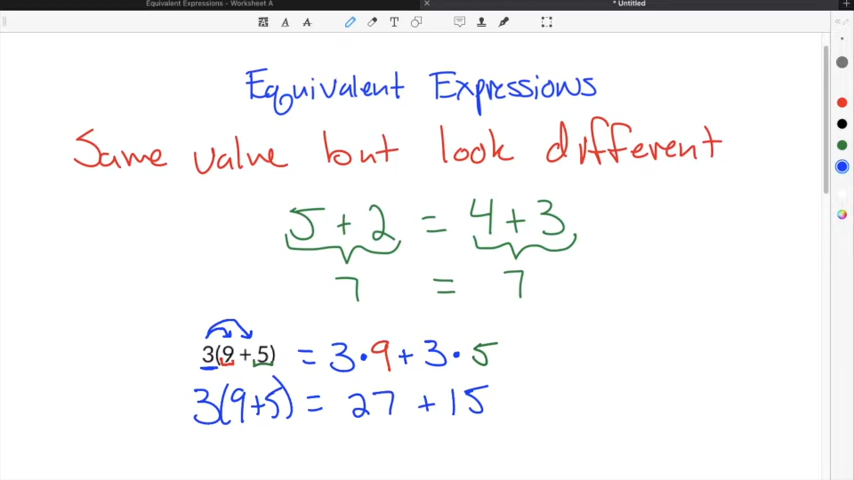 Equivalent Expressions - Worksheet A
* Untitled
Equivalent Expressions
Same value but look different
5 + 2 = 4 + 3
7 = 7
3(9 + 5) = 3 • 9 + 3 • 5
3(9+5) = 27 + 15